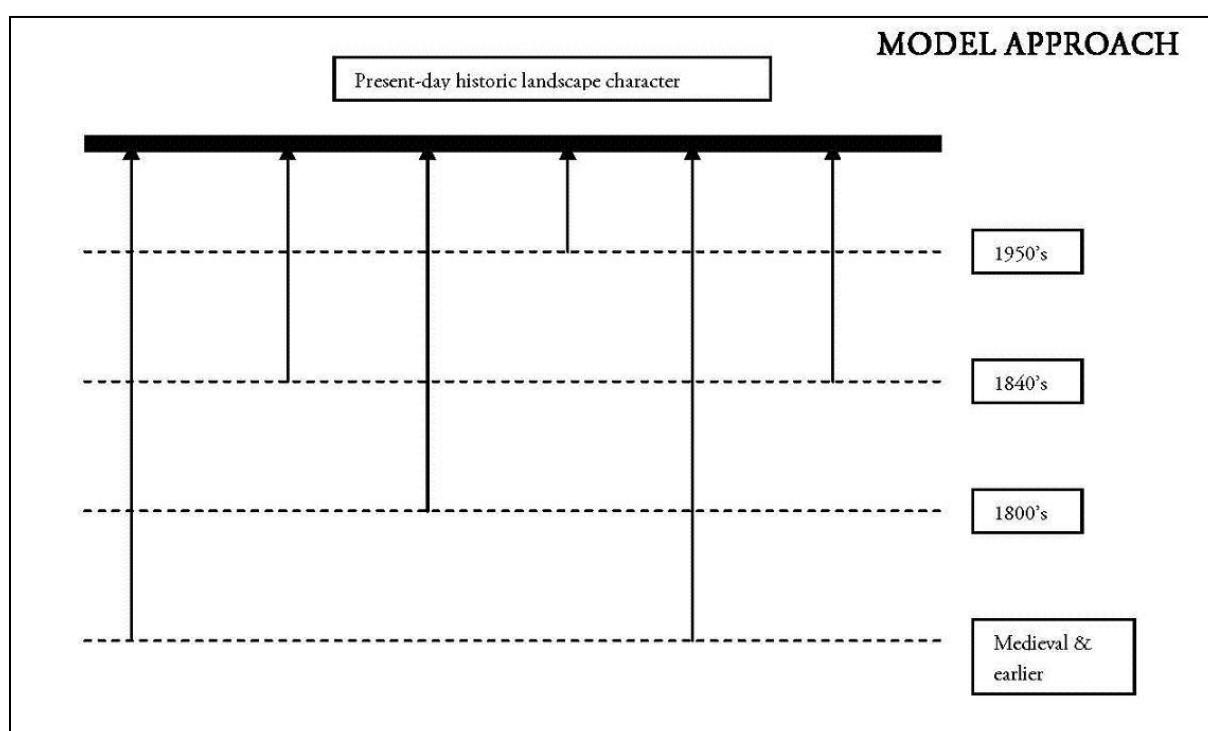 MODEL APPROACH
Present-day historic landscape character
1950's
1840's
1800's
Medieval &
earlier